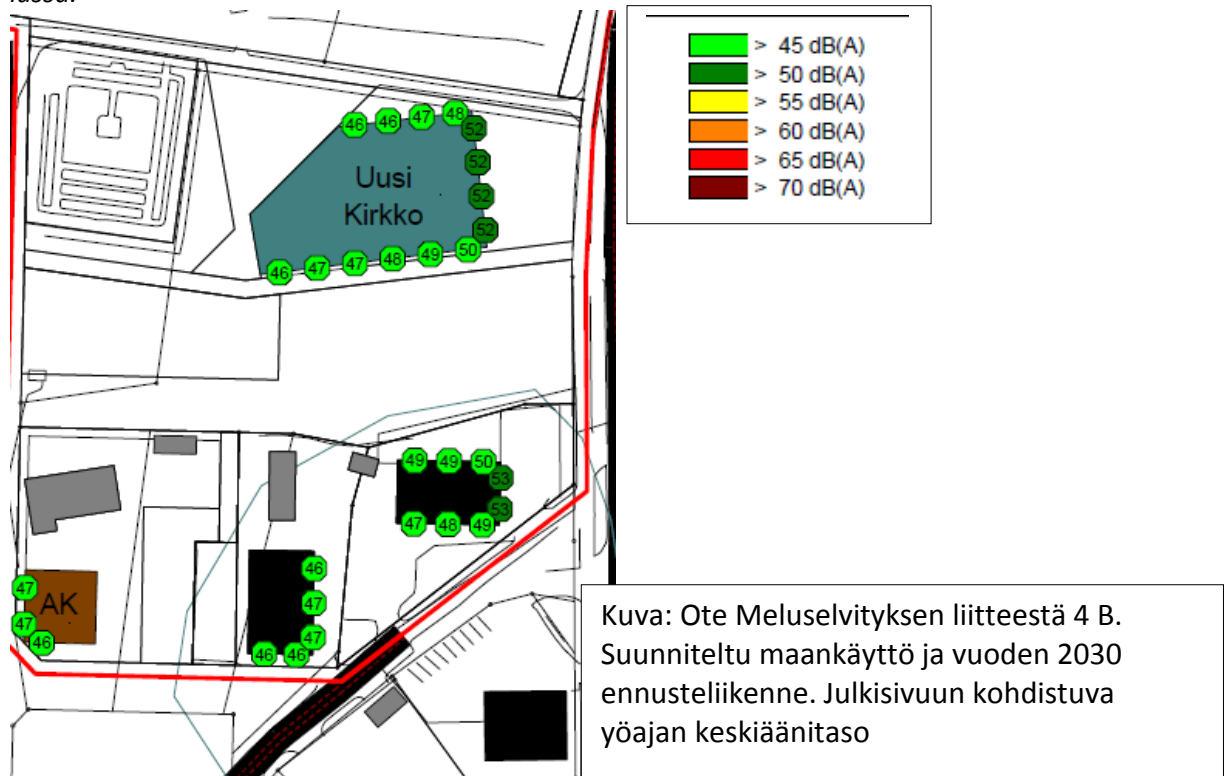 > 45 dB(A)
> 50 dB(A)
> 55 dB(A)
> 60 dB(A)
> 65 dB(A)
> 70 dB(A)
46 46 47 48
52
52
52
52
Uusi
Kirkko
46 47 47 48 49 50
49 49 50
53
53
47 48 49
46
47
47
46 46
47
AK
47
46
Kuva: Ote Meluselvityksen liitteestä 4 B.
Suunniteltu maankäyttö ja vuoden 2030
ennusteliikenne. Julkisivuun kohdistuva
yöajan keskiäänitaso